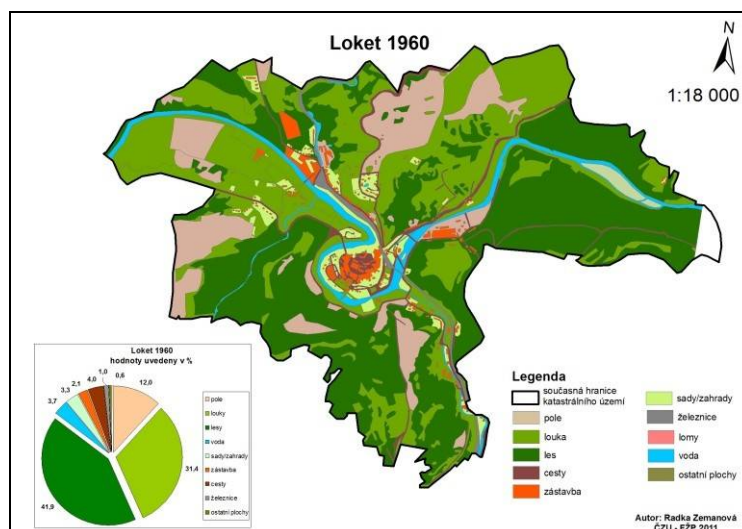 Loket 1960
N
1:18 000
Loket 1960
hodnoty uvedeny v %
3,7
3,3
2,1
4,0
1,0
0,6
12,0
31,4
41,9
pole
louky
lesy
voda
sady/zahrady
zástavba
cesty
železnice
ostatní plochy
Legenda
současná hranice
katastrálního území
pole
louka
les
cesty
zástavba
sady/zahrady
železnice
lomy
voda
ostatní plochy
Autor: Radka Zemanová
ČZU - FŽP 2011